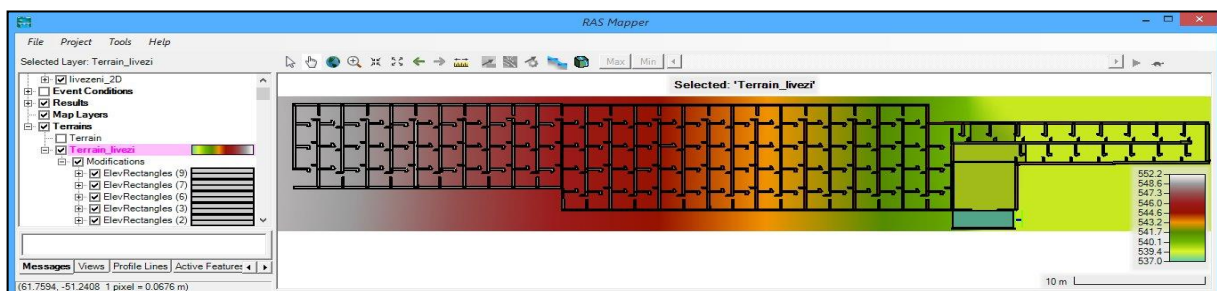 RAS Mapper
File Project Tools Help
Selected Layer: Terrain_livezi
Max Min
livezeni_2D
Event Conditions
Results
Map Layers
Terrains
Terrain
Terrain_livezi
Modifications
ElevRectangles (9)
ElevRectangles (7)
ElevRectangles (6)
ElevRectangles (3)
ElevRectangles (2)
Messages Views Profile Lines Active Features
(61.7594, -51.2408 1 pixel = 0.0676 m)
Selected: 'Terrain_livezi'
552.2
548.6
547.3
546.0
544.6
543.2
541.7
540.1
539.4
537.0
10 m